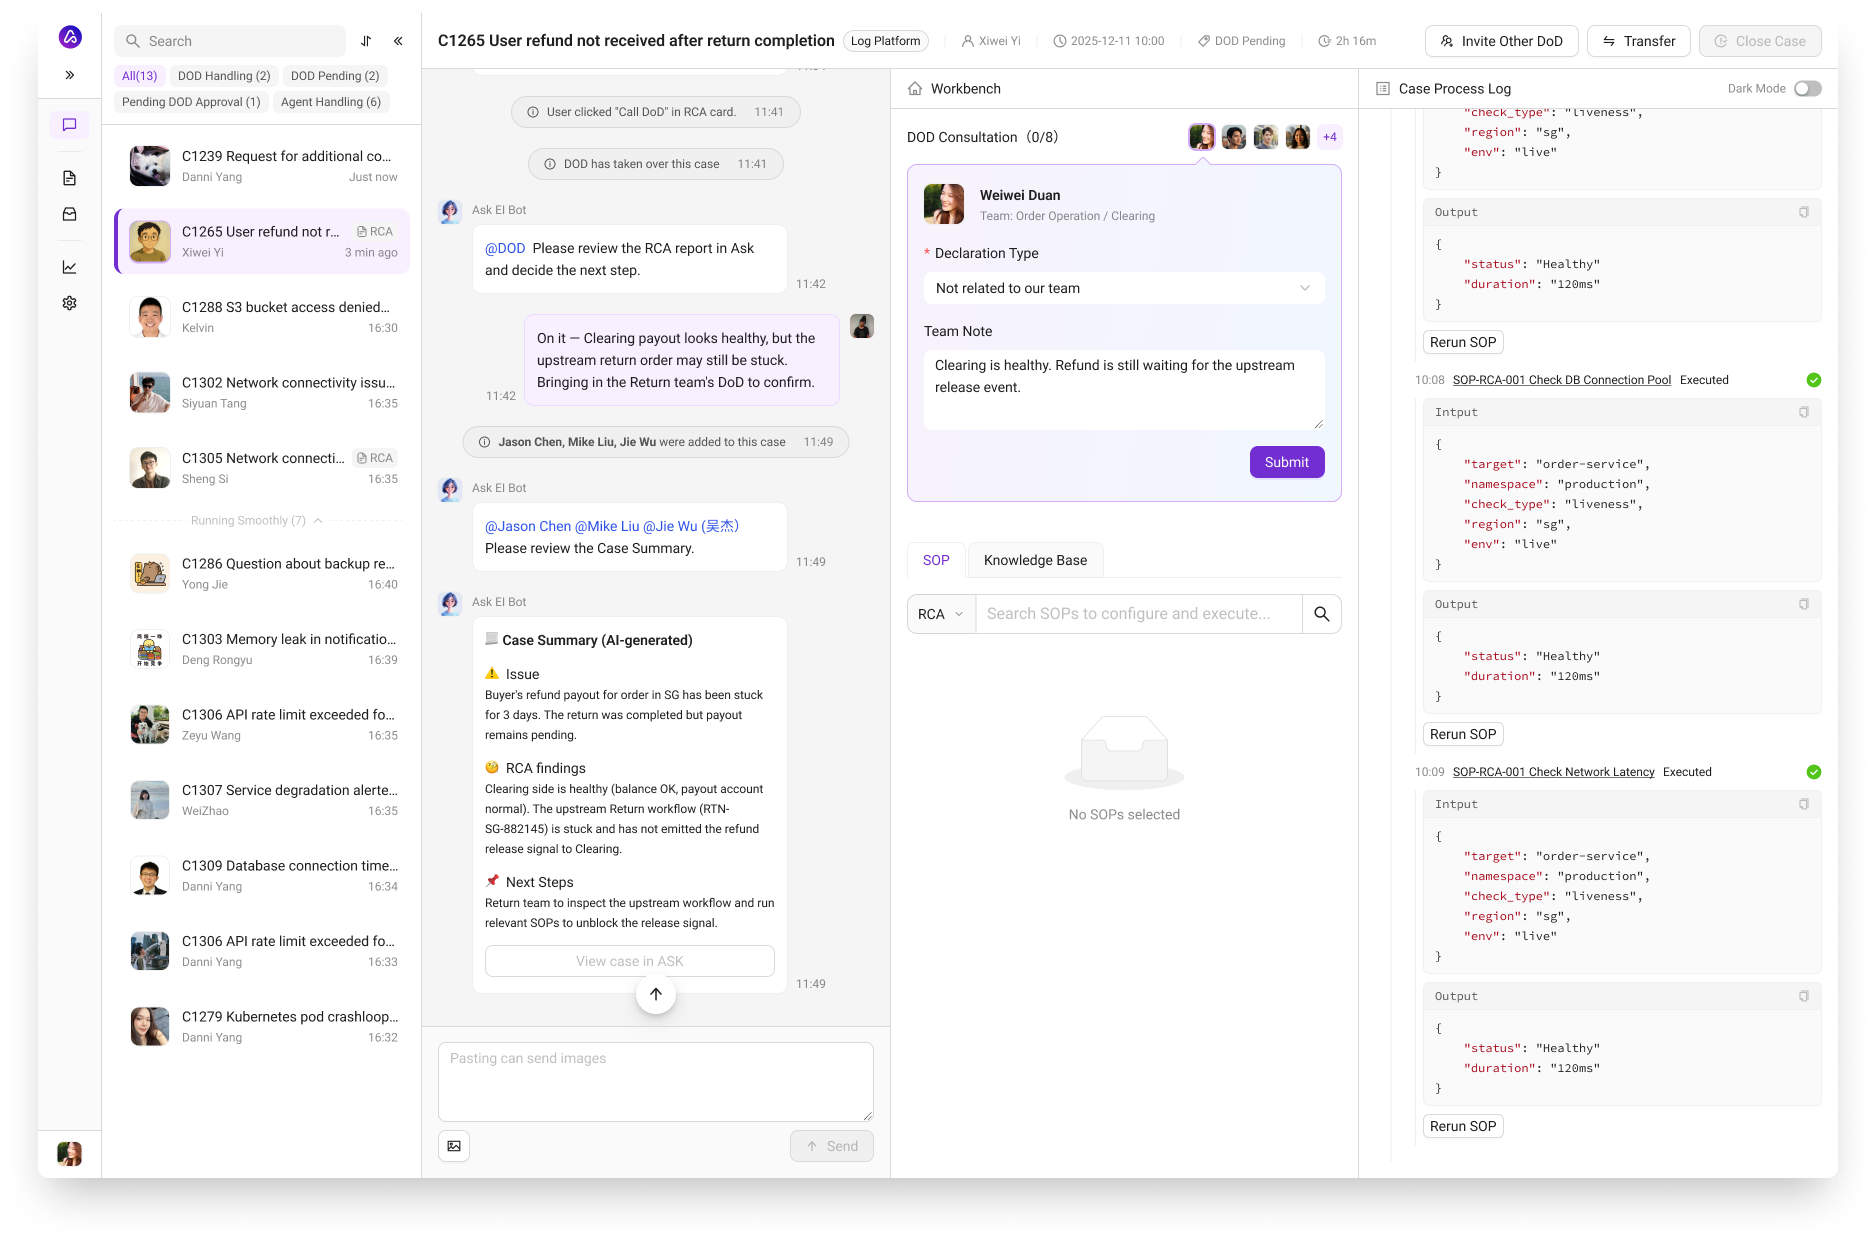 Search
All(13)
DOD Handling (2)
DOD Pending (2)
Pending DOD Approval (1)
Agent Handling (6)
C1239 Request for additional co...
Danni Yang
Just now
C1265 User refund not r...
RCA
Xiwei Yi
3 min ago
C1288 S3 bucket access denied...
Kelvin
16:30
C1302 Network connectivity issu...
Siyuan Tang
16:35
C1305 Network connecti...
RCA
Sheng Si
16:35
Running Smoothly (7)
C1286 Question about backup re...
Yong Jie
16:40
C1303 Memory leak in notificatio...
Deng Rongyu
16:39
C1306 API rate limit exceeded fo...
Zeyu Wang
16:35
C1307 Service degradation alerte...
WeiZhao
16:35
C1309 Database connection time...
Danni Yang
16:34
C1306 API rate limit exceeded fo...
Danni Yang
16:33
C1279 Kubernetes pod crashloop...
Danni Yang
16:32
C1265 User refund not received after return completion
Log Platform
Xiwei Yi
2025-12-11 10:00
DOD Pending
2h 16m
Invite Other DoD
Transfer
Close Case
User clicked "Call DoD" in RCA card. 11:41
DOD has taken over this case 11:41
Ask EI Bot
@DOD Please review the RCA report in Ask
and decide the next step.
11:42
On it — Clearing payout looks healthy, but the
upstream return order may still be stuck.
Bringing in the Return team's DoD to confirm.
11:42
Jason Chen, Mike Liu, Jie Wu were added to this case 11:49
Ask EI Bot
@Jason Chen @Mike Liu @Jie Wu (吴杰)
Please review the Case Summary.
11:49
Ask EI Bot
Case Summary (AI-generated)
Issue
Buyer's refund payout for order in SG has been stuck
for 3 days. The return was completed but payout
remains pending.
RCA findings
Clearing side is healthy (balance OK, payout account
normal). The upstream Return workflow (RTN-
SG-882145) is stuck and has not emitted the refund
release signal to Clearing.
Next Steps
Return team to inspect the upstream workflow and run
relevant SOPs to unblock the release signal.
View case in ASK
11:49
Pasting can send images
Send
Workbench
DOD Consultation (0/8)
+4
Weiwei Duan
Team: Order Operation / Clearing
* Declaration Type
Not related to our team
Team Note
Clearing is healthy. Refund is still waiting for the upstream
release event.
Submit
SOP
Knowledge Base
RCA
Search SOPs to configure and execute...
No SOPs selected
Case Process Log
Dark Mode
"check_type": "liveness",
"region": "sg",
"env": "live"
}
Output
{
"status": "Healthy"
"duration": "120ms"
}
Rerun SOP
10:08 SOP-RCA-001 Check DB Connection Pool Executed
Intput
{
"target": "order-service",
"namespace": "production",
"check_type": "liveness",
"region": "sg",
"env": "live"
}
Output
{
"status": "Healthy"
"duration": "120ms"
}
Rerun SOP
10:09 SOP-RCA-001 Check Network Latency Executed
Intput
{
"target": "order-service",
"namespace": "production",
"check_type": "liveness",
"region": "sg",
"env": "live"
}
Output
{
"status": "Healthy"
"duration": "120ms"
}
Rerun SOP